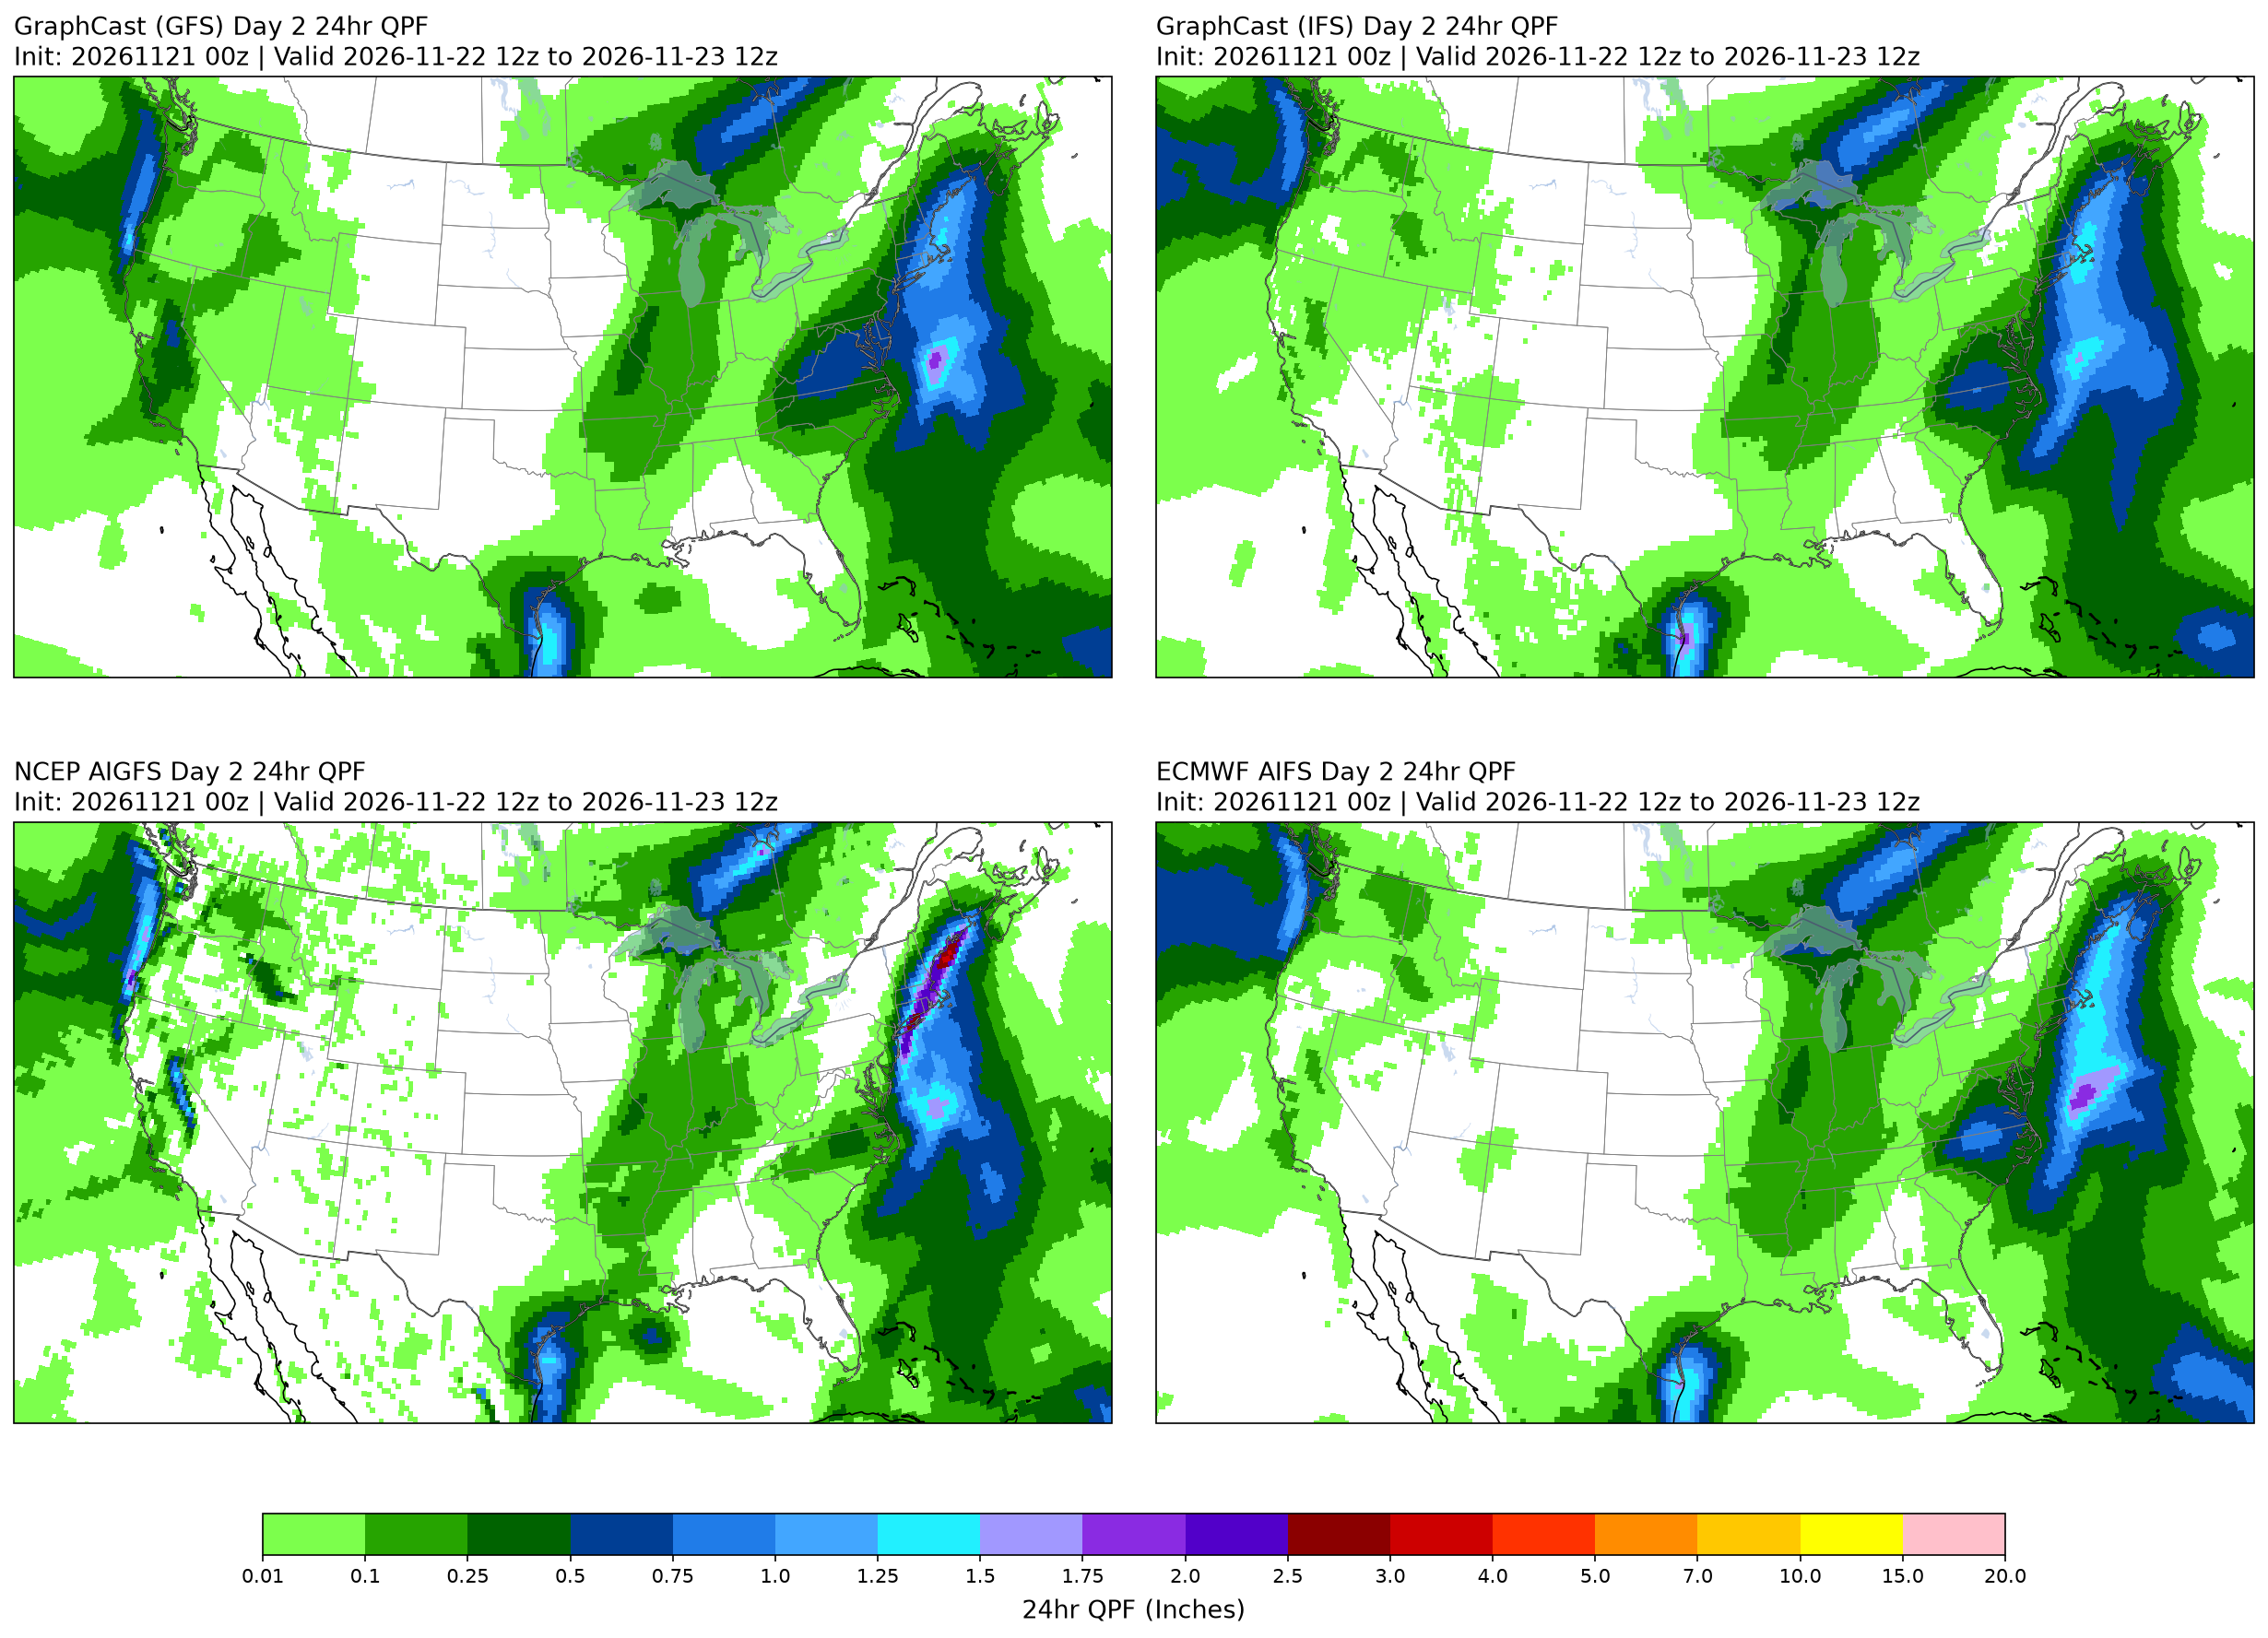 GraphCast (GFS) Day 2 24hr QPF
Init: 20261121 00z | Valid 2026-11-22 12z to 2026-11-23 12z
GraphCast (IFS) Day 2 24hr QPF
Init: 20261121 00z | Valid 2026-11-22 12z to 2026-11-23 12z
NCEP AIGFS Day 2 24hr QPF
Init: 20261121 00z | Valid 2026-11-22 12z to 2026-11-23 12z
ECMWF AIFS Day 2 24hr QPF
Init: 20261121 00z | Valid 2026-11-22 12z to 2026-11-23 12z
0.01 0.1 0.25 0.5 0.75 1.0 1.25 1.5 1.75 2.0 2.5 3.0 4.0 5.0 7.0 10.0 15.0 20.0
24hr QPF (Inches)